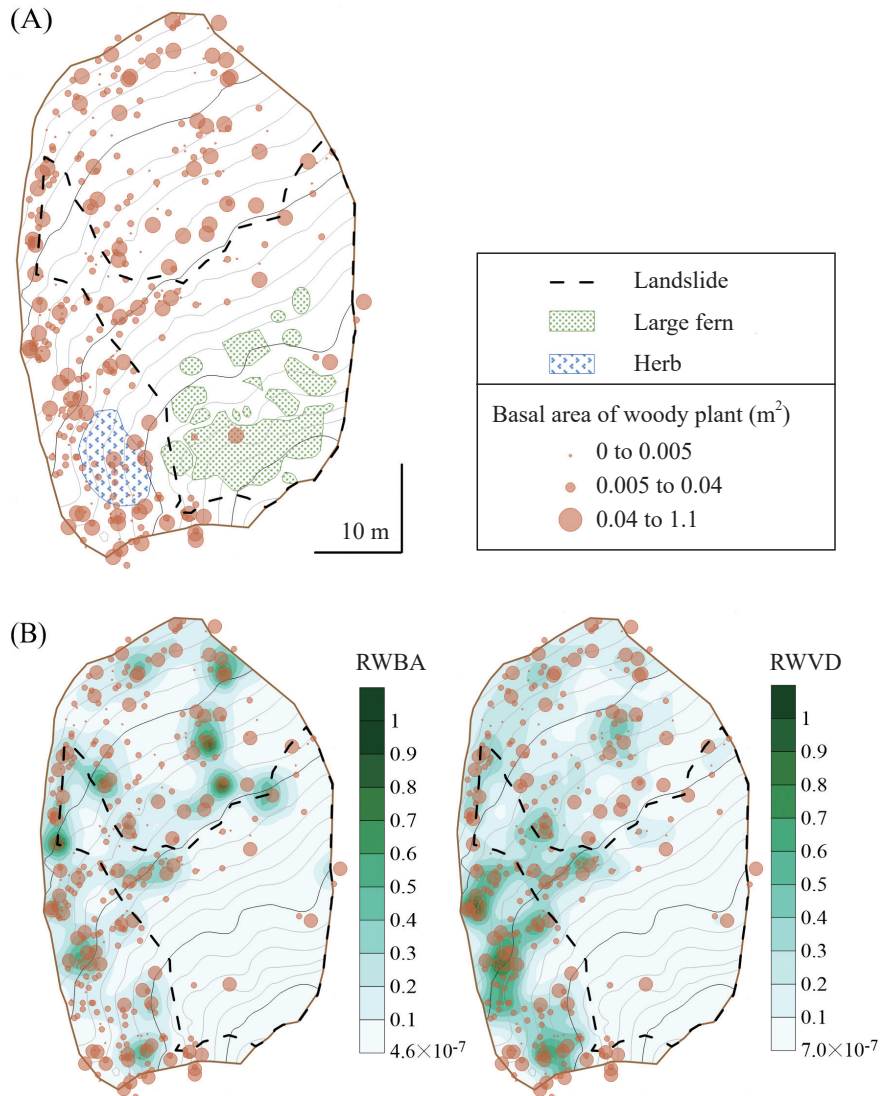 (A)
Landslide
Large fern
Herb
Basal area of woody plant (m²)
0 to 0.005
0.005 to 0.04
0.04 to 1.1
10 m
(B)
RWBA
1
0.9
0.8
0.7
0.6
0.5
0.4
0.3
0.2
0.1
4.6×10⁻⁷
RWVD
1
0.9
0.8
0.7
0.6
0.5
0.4
0.3
0.2
0.1
7.0×10⁻⁷